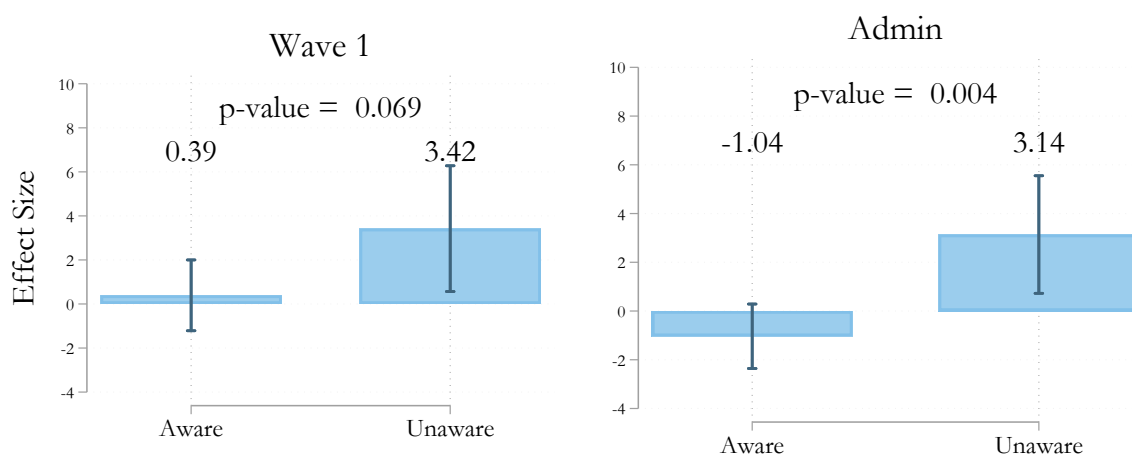 Wave 1
p-value = 0.069
0.39 3.42
Effect Size
10
8
6
4
2
0
-2
-4
Aware Unaware
Admin
p-value = 0.004
-1.04 3.14
10
8
6
4
2
0
-2
-4
Aware Unaware